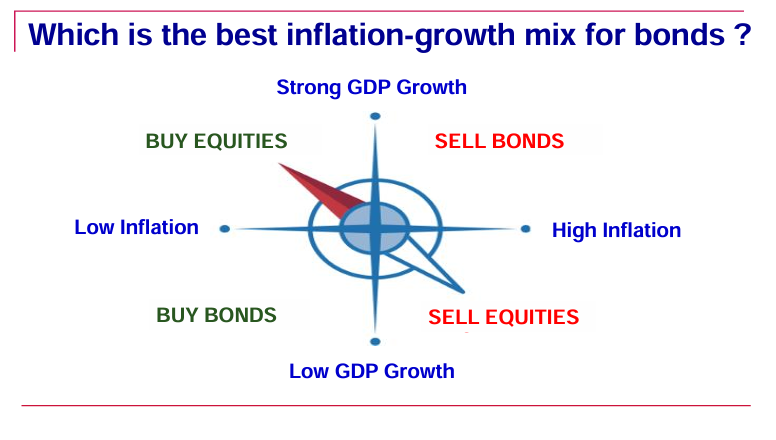 Which is the best inflation-growth mix for bonds ?
Strong GDP Growth
BUY EQUITIES
SELL BONDS
Low Inflation
High Inflation
BUY BONDS
SELL EQUITIES
Low GDP Growth